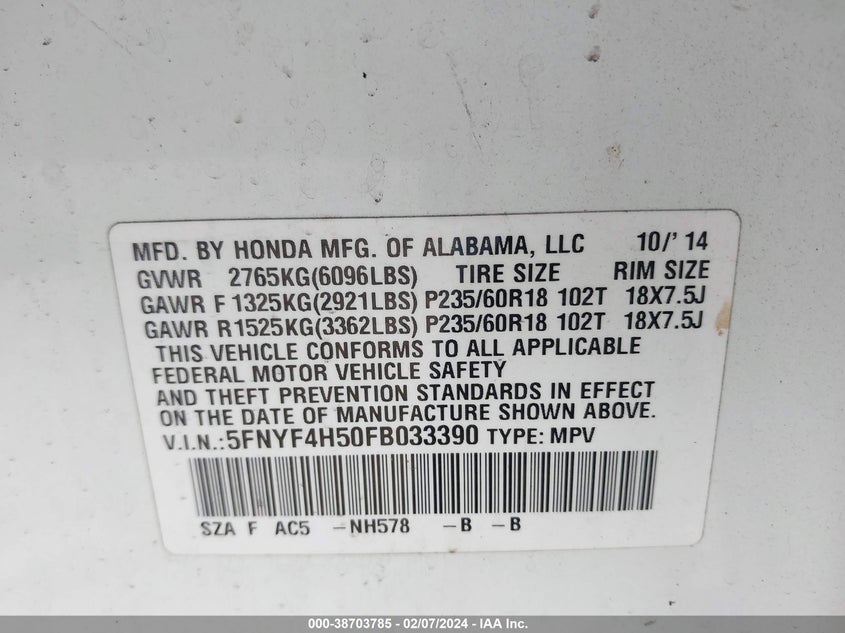 MFD. BY HONDA MFG. OF ALABAMA, LLC 10/'14
GVWR 2765KG(6096LBS) TIRE SIZE RIM SIZE
GAWR F 1325KG(2921LBS) P235/60R18 102T 18X7.5J
GAWR R1525KG(3362LBS) P235/60R18 102T 18X7.5J
THIS VEHICLE CONFORMS TO ALL APPLICABLE
FEDERAL MOTOR VEHICLE SAFETY
AND THEFT PREVENTION STANDARDS IN EFFECT
ON THE DATE OF MANUFACTURE SHOWN ABOVE.
V.I.N.:5FNYF4H50FB033390 TYPE: MPV
SZA F AC5 -NH578 -B -B
000-38703785 - 02/07/2024 - IAA Inc.